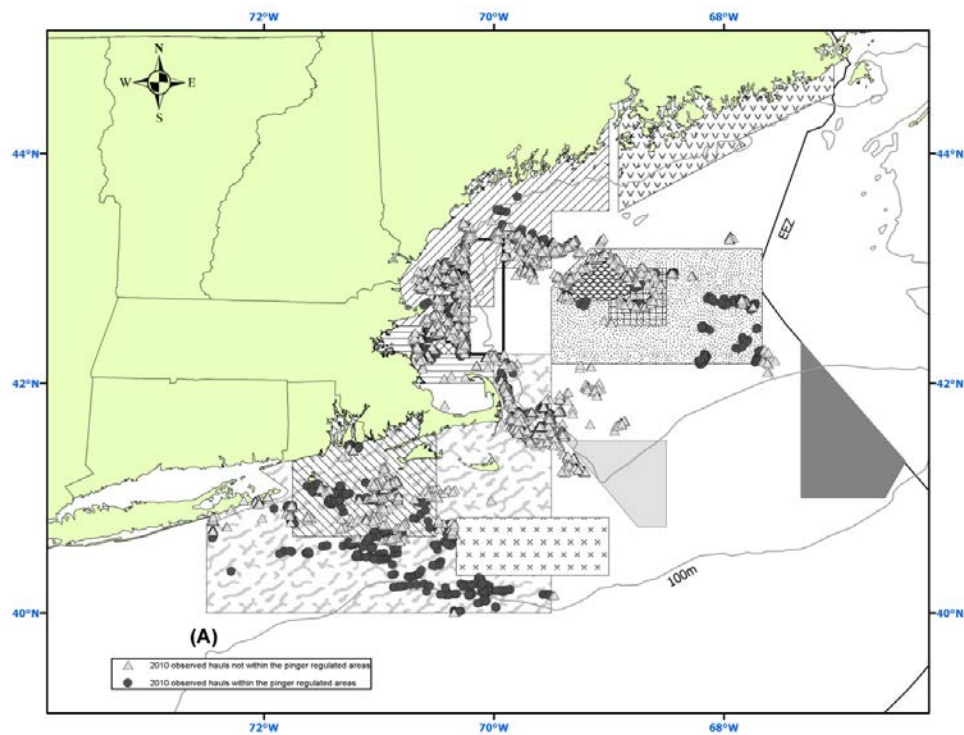 72°W 70°W 68°W
N
W E
S
44°N 44°N
EEZ
42°N 42°N
100m
40°N 40°N
(A)
2010 observed hauls not within the pinger regulated areas
2010 observed hauls within the pinger regulated areas
72°W 70°W 68°W